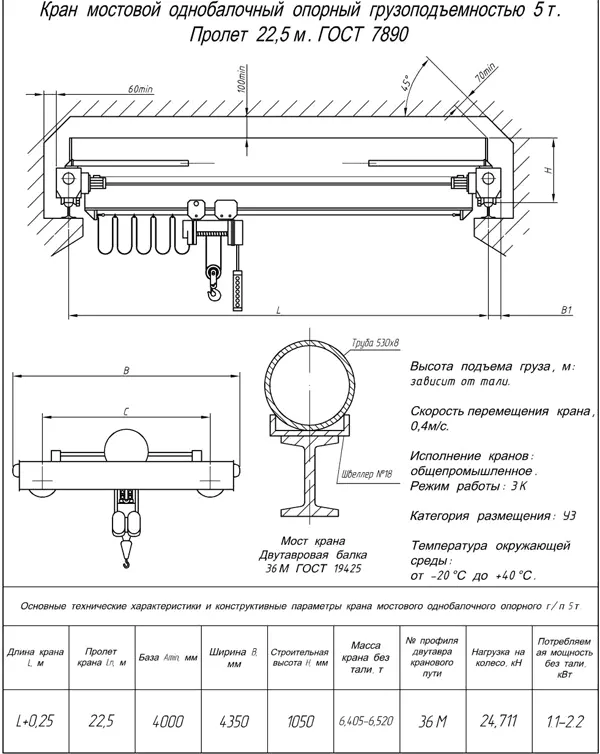 Кран мостовой однобалочный опорный грузоподъемностью 5 т.
Пролет 22,5 м. ГОСТ 7890
60min
100min
45°
70min
H
L
B1
B
C
Труба 530х8
Швеллер №18
Мост крана
Двутавровая балка
36М ГОСТ 19425
Высота подъема груза, м:
зависит от тали.
Скорость перемещения крана,
0,4м/с.
Исполнение кранов:
общепромышленное.
Режим работы: 3К
Категория размещения: У3
Температура окружающей
среды:
от -20°С до +40°С.
Основные технические характеристики и конструктивные параметры крана мостового однобалочного опорного г/п 5т
Длина крана
L, м
Пролет
крана Lп, м
База Amin, мм
Ширина В,
мм
Строительная
высота Н, мм
Масса
крана без
тали, т
№ профиля
двутавра
кранового
пути
Нагрузка на
колесо, кН
Потребляем
ая мощность
без тали,
кВт
L+0,25
22,5
4000
4350
1050
6,405-6,520
36 М
24,711
1.1-2.2